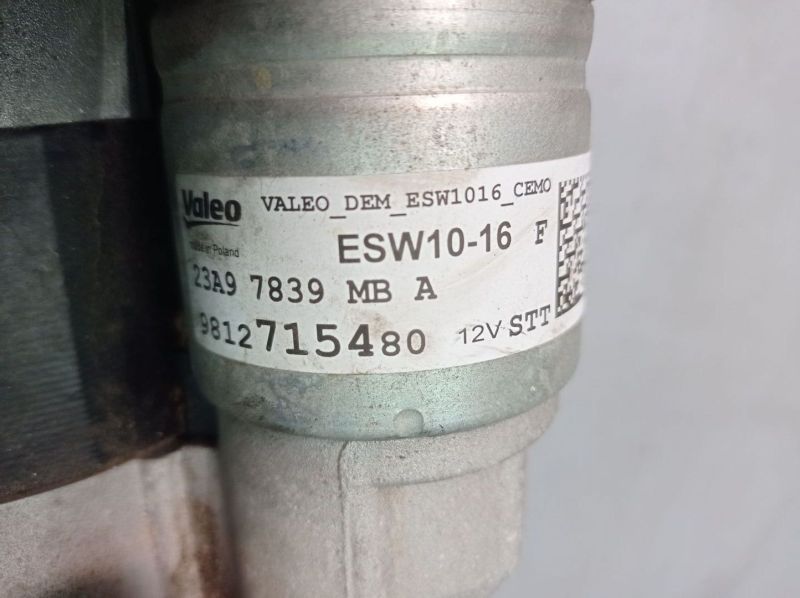 Valeo VALEO_DEM_ESW1016_CEMO
made in Poland ESW10-16 F
23A9 7839 MB A
9812715480 12V STT